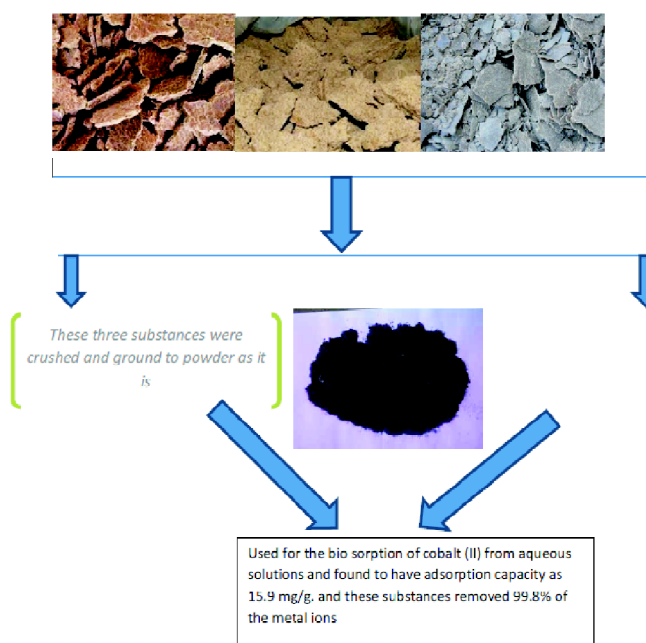 These three substances were
crushed and ground to powder as it
is
Used for the bio sorption of cobalt (II) from aqueous
solutions and found to have adsorption capacity as
15.9 mg/g. and these substances removed 99.8% of
the metal ions